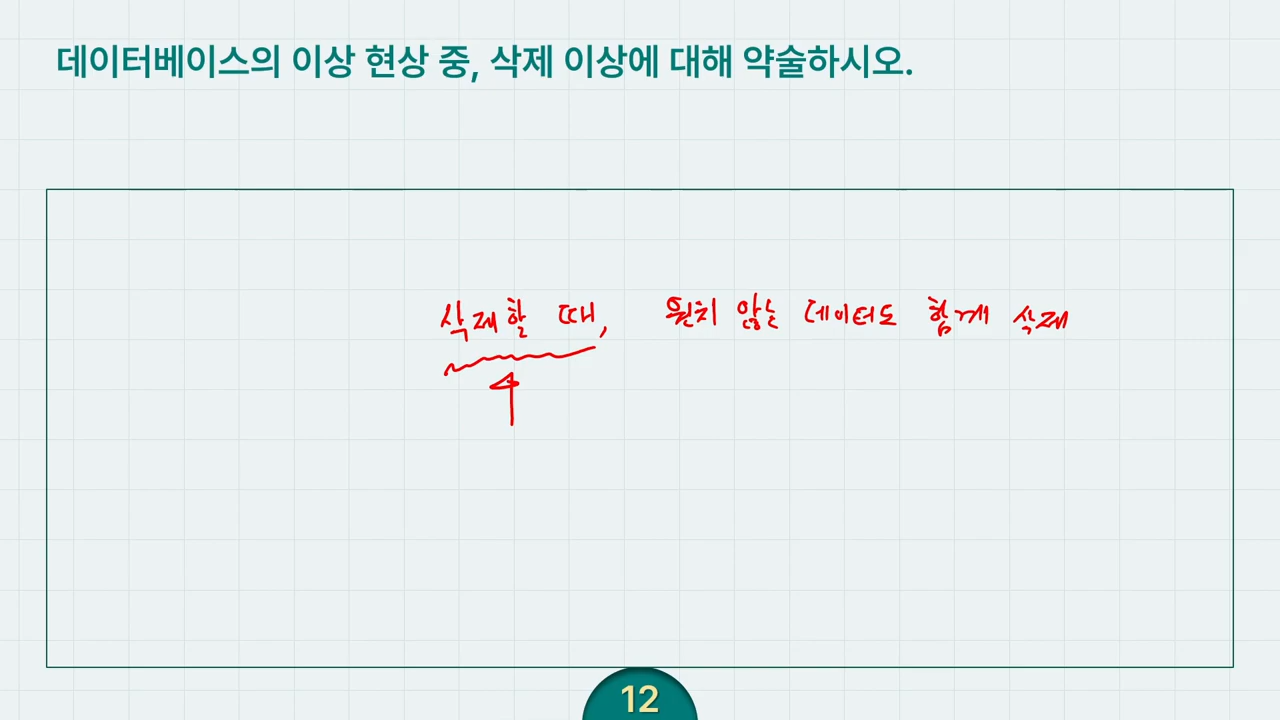 데이터베이스의 이상 현상 중, 삭제 이상에 대해 약술하시오.
삭제할 때, 원치 않는 데이터도 함께 삭제
12